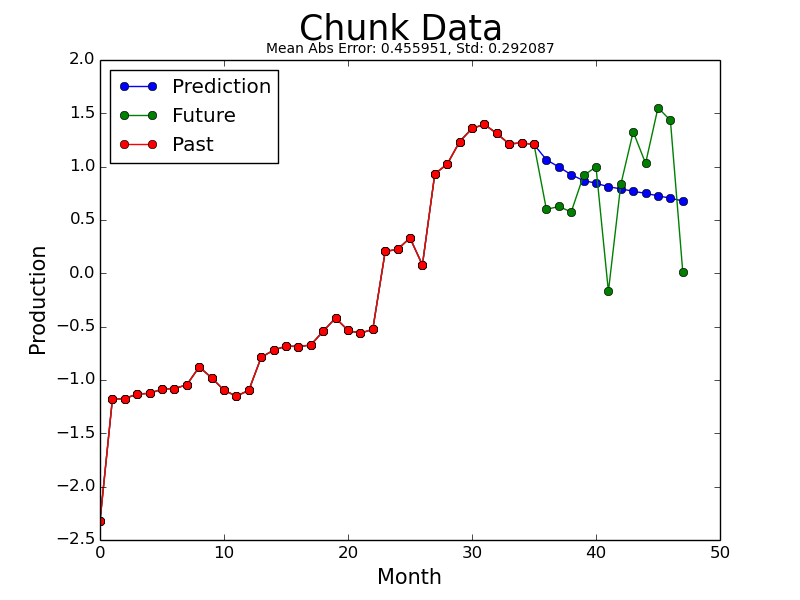 Chunk Data
Mean Abs Error: 0.455951, Std: 0.292087
2.0
1.5
1.0
0.5
0.0
−0.5
−1.0
−1.5
−2.0
−2.5
Production
Prediction
Future
Past
0 10 20 30 40 50
Month